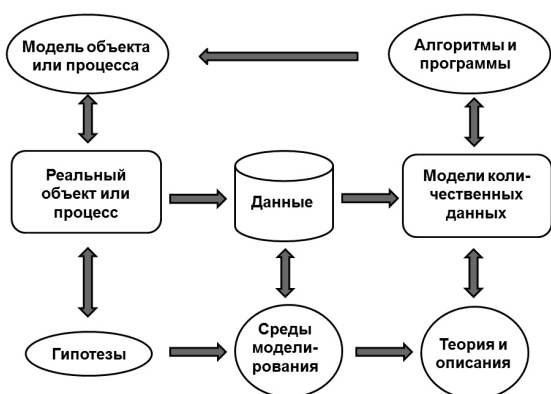 Модель объекта
или процесса
Алгоритмы и
программы
Реальный
объект или
процесс
Данные
Модели коли-
чественных
данных
Гипотезы
Среды
модели-
рования
Теория и
описания